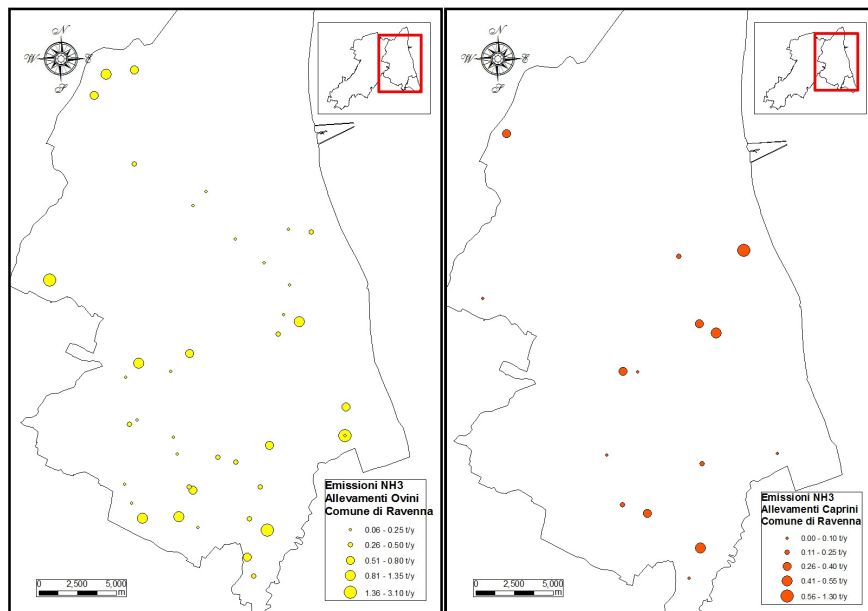 N
W E
S
Emissioni NH3
Allevamenti Ovini
Comune di Ravenna
0.06 - 0.25 t/y
0.26 - 0.50 t/y
0.51 - 0.80 t/y
0.81 - 1.35 t/y
1.36 - 3.10 t/y
0 2,500 5,000
m
N
W E
S
Emissioni NH3
Allevamenti Caprini
Comune di Ravenna
0.00 - 0.10 t/y
0.11 - 0.25 t/y
0.26 - 0.40 t/y
0.41 - 0.55 t/y
0.56 - 1.30 t/y
0 2,500 5,000
m